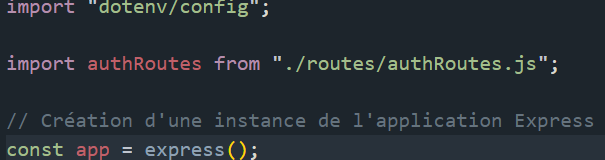 import "dotenv/config";
import authRoutes from "./routes/authRoutes.js";
// Création d'une instance de l'application Express
const app = express();